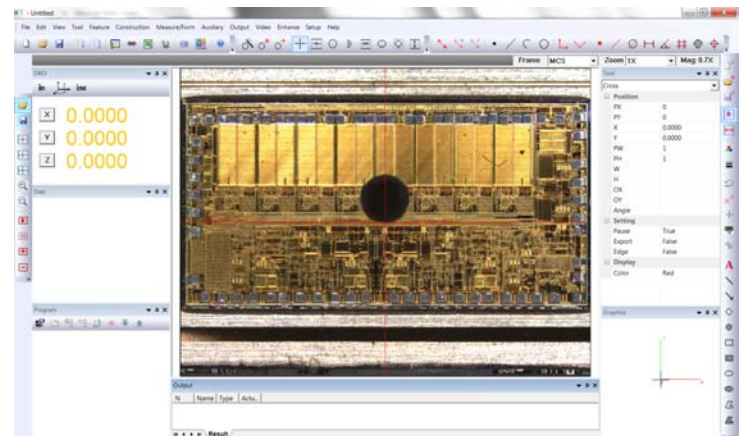 - Untitled
File Edit View Tool Feature Construction Measure/Form Auxiliary Output Video Enhance Setup Help
Frame MCS Zoom 1X Mag: 0.7X
DRO
in Inc
X 0.0000
Y 0.0000
Z 0.0000
Step
Program
Tool
Cross
Position
PX 0
PY 0
X 0.0000
Y 0.0000
PW 1
PH 1
W
H
OX
OY
Angle
Setting
Pause True
Export False
Edge False
Display
Color Red
Graphics
A
Output
N Name Type Actu..
Result